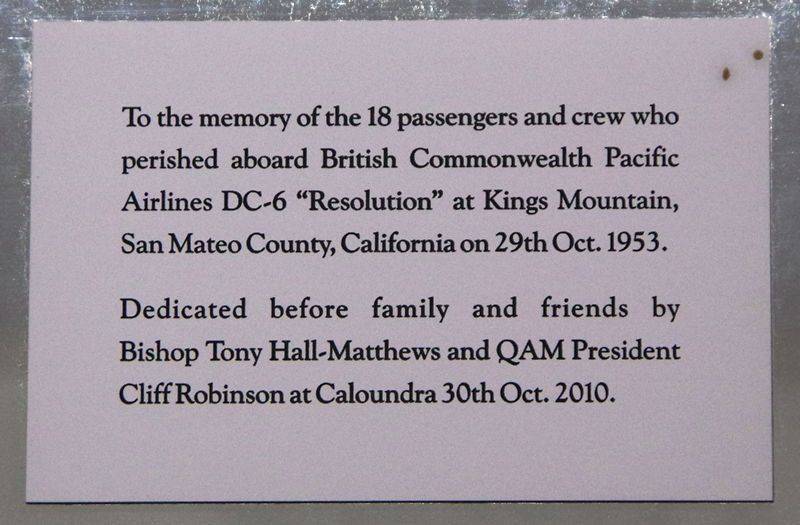 To the memory of the 18 passengers and crew who
perished aboard British Commonwealth Pacific
Airlines DC-6 “Resolution” at Kings Mountain,
San Mateo County, California on 29th Oct. 1953.
Dedicated before family and friends by
Bishop Tony Hall-Matthews and QAM President
Cliff Robinson at Caloundra 30th Oct. 2010.